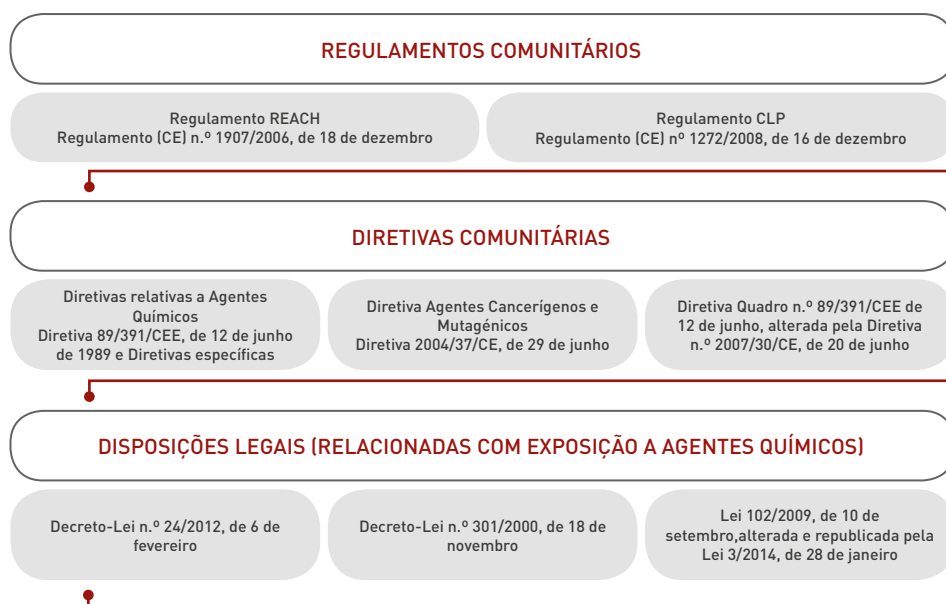 REGULAMENTOS COMUNITÁRIOS
Regulamento REACH
Regulamento (CE) n.º 1907/2006, de 18 de dezembro
Regulamento CLP
Regulamento (CE) nº 1272/2008, de 16 de dezembro
DIRETIVAS COMUNITÁRIAS
Diretivas relativas a Agentes
Químicos
Diretiva 89/391/CEE, de 12 de junho
de 1989 e Diretivas específicas
Diretiva Agentes Cancerígenos e
Mutagénicos
Diretiva 2004/37/CE, de 29 de junho
Diretiva Quadro n.º 89/391/CEE de
12 de junho, alterada pela Diretiva
n.º 2007/30/CE, de 20 de junho
DISPOSIÇÕES LEGAIS (RELACIONADAS COM EXPOSIÇÃO A AGENTES QUÍMICOS)
Decreto-Lei n.º 24/2012, de 6 de
fevereiro
Decreto-Lei n.º 301/2000, de 18 de
novembro
Lei 102/2009, de 10 de
setembro,alterada e republicada pela
Lei 3/2014, de 28 de janeiro